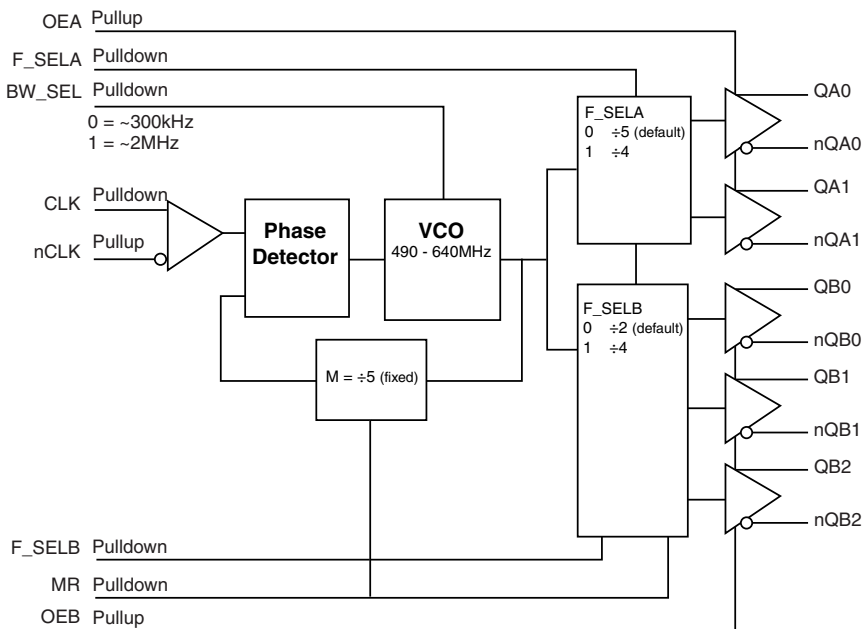 OEA Pullup
F_SELA Pulldown
BW_SEL Pulldown
0 = ~300kHz
1 = ~2MHz
CLK Pulldown
nCLK Pullup
Phase
Detector
VCO
490 - 640MHz
M = ÷5 (fixed)
F_SELA
0 ÷5 (default)
1 ÷4
F_SELB
0 ÷2 (default)
1 ÷4
QA0
nQA0
QA1
nQA1
QB0
nQB0
QB1
nQB1
QB2
nQB2
F_SELB Pulldown
MR Pulldown
OEB Pullup